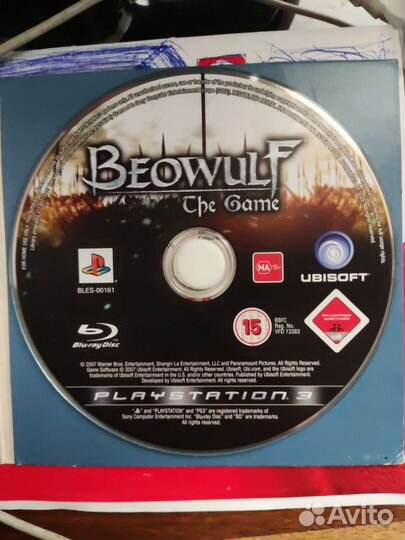 BEOWULF
The Game
BLES-00161
MA 15+
UBISOFT
15
BBFC
Reg. No.
VFD 13383
Blu-ray Disc
© 2007 Warner Bros. Entertainment, Shangri-La Entertainment, LLC and Paramount Pictures. All Rights Reserved.
Game Software © 2007 Ubisoft Entertainment. All Rights Reserved. Ubisoft, Ubi.com, and the Ubisoft logo are
trademarks of Ubisoft Entertainment in the U.S. and/or other countries. Published by Ubisoft Entertainment.
Developed by Ubisoft Entertainment. All rights reserved.
PLAYSTATION 3
" and "PLAYSTATION" and "PS3" are registered trademarks of
Sony Computer Entertainment Inc. "Blu-ray Disc" and "BD" are trademarks.
All rights reserved.
Avito